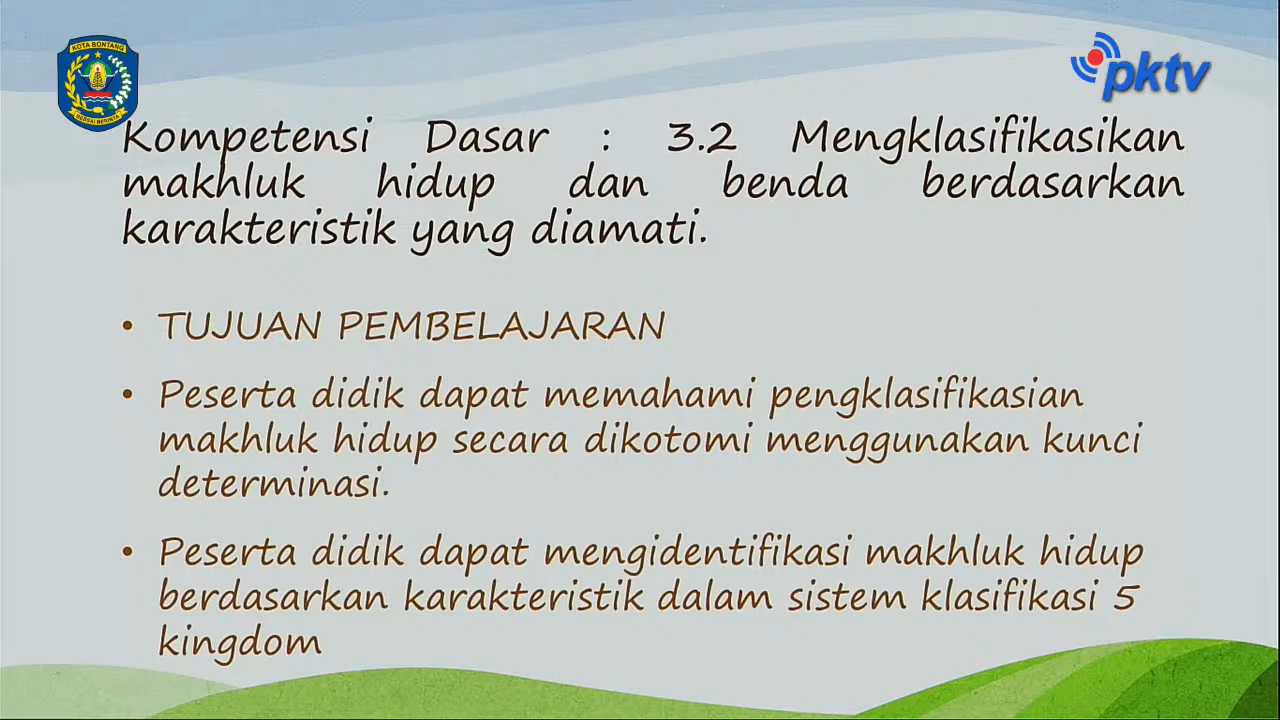 KOTA BONTANG
BESSAI BERINTA
pktv
Kompetensi Dasar : 3.2 Mengklasifikasikan
makhluk hidup dan benda berdasarkan
karakteristik yang diamati.
• TUJUAN PEMBELAJARAN
• Peserta didik dapat memahami pengklasifikasian
makhluk hidup secara dikotomi menggunakan kunci
determinasi.
• Peserta didik dapat mengidentifikasi makhluk hidup
berdasarkan karakteristik dalam sistem klasifikasi 5
kingdom